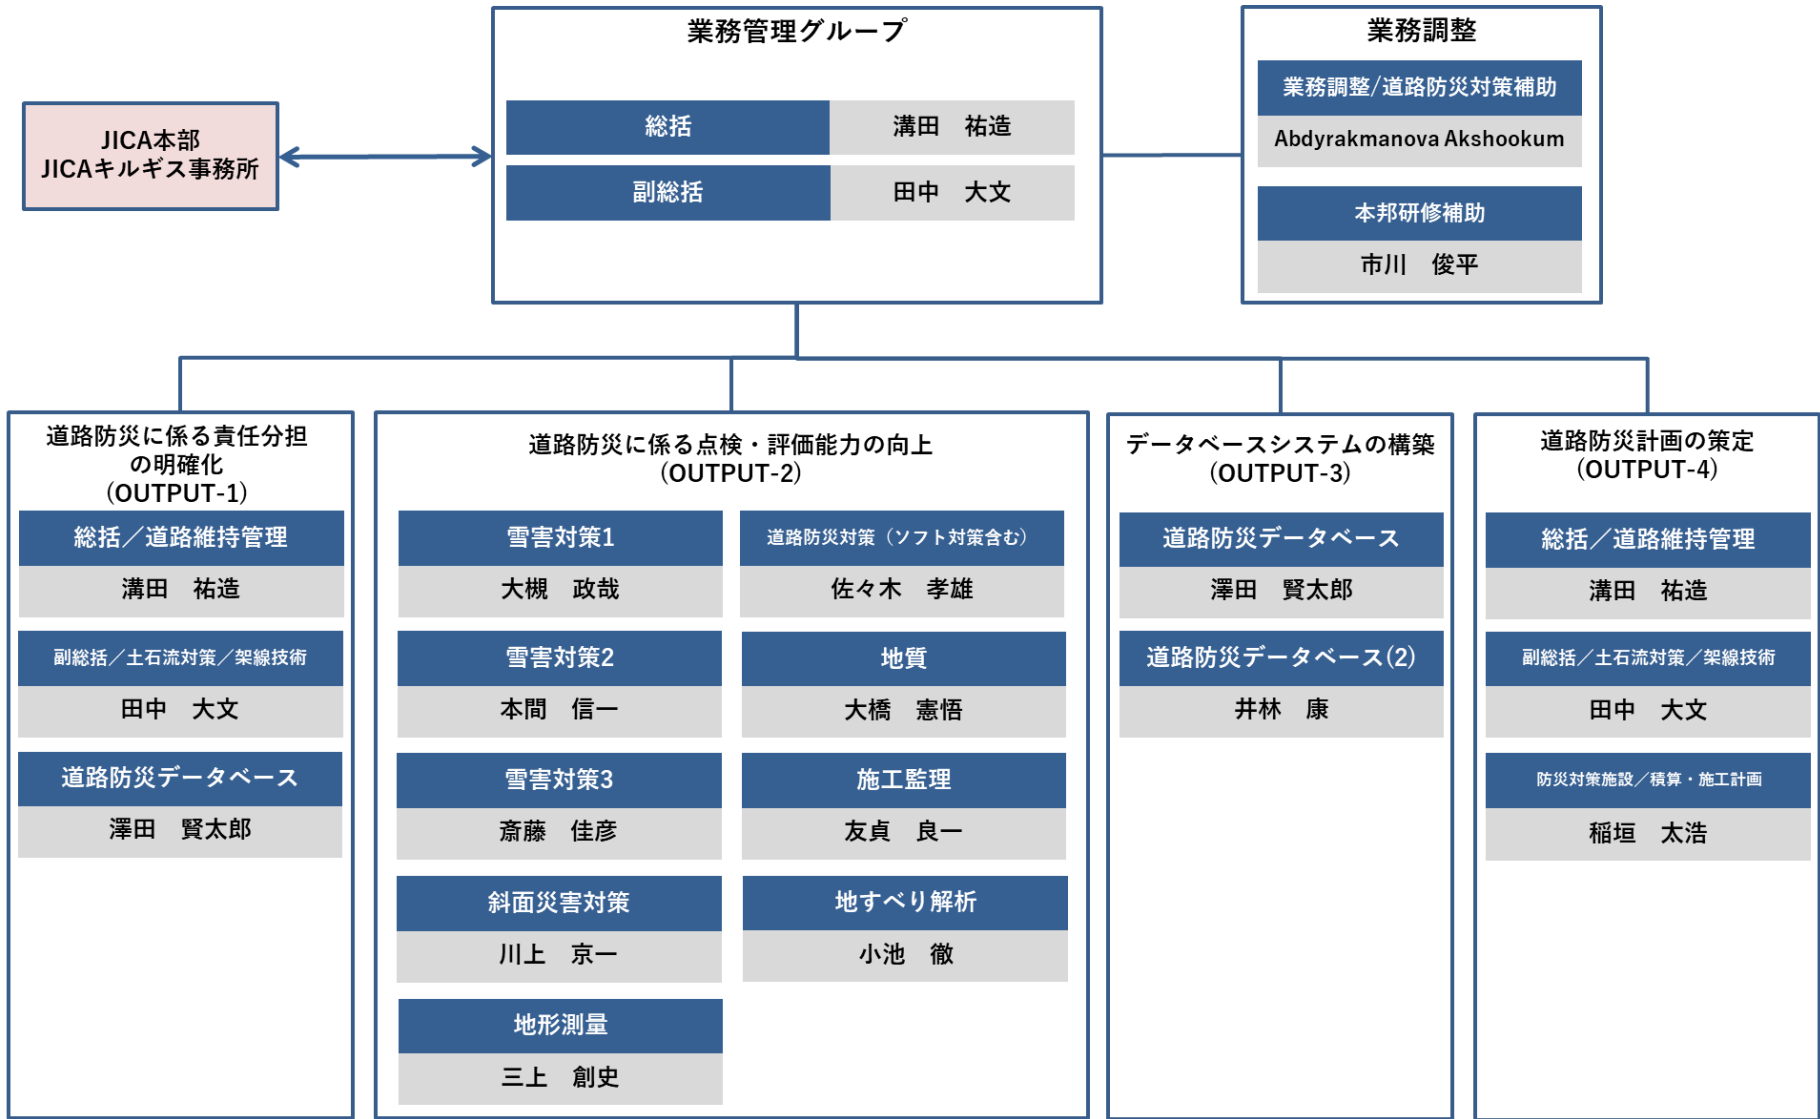 業務管理グループ
総括
溝田　祐造
副総括
田中　大文
業務調整
業務調整/道路防災対策補助
Abdyrakmanova Akshookum
本邦研修補助
市川　俊平
JICA本部
JICAキルギス事務所
道路防災に係る責任分担
の明確化
(OUTPUT-1)
総括／道路維持管理
溝田　祐造
副総括／土石流対策／架線技術
田中　大文
道路防災データベース
澤田　賢太郎
道路防災に係る点検・評価能力の向上
(OUTPUT-2)
雪害対策1
大槻　政哉
雪害対策2
本間　信一
雪害対策3
斎藤　佳彦
斜面災害対策
川上　京一
地形測量
三上　創史
道路防災対策（ソフト対策含む）
佐々木　孝雄
地質
大橋　憲悟
施工監理
友貞　良一
地すべり解析
小池　徹
データベースシステムの構築
(OUTPUT-3)
道路防災データベース
澤田　賢太郎
道路防災データベース(2)
井林　康
道路防災計画の策定
(OUTPUT-4)
総括／道路維持管理
溝田　祐造
副総括／土石流対策／架線技術
田中　大文
防災対策施設／積算・施工計画
稲垣　太浩